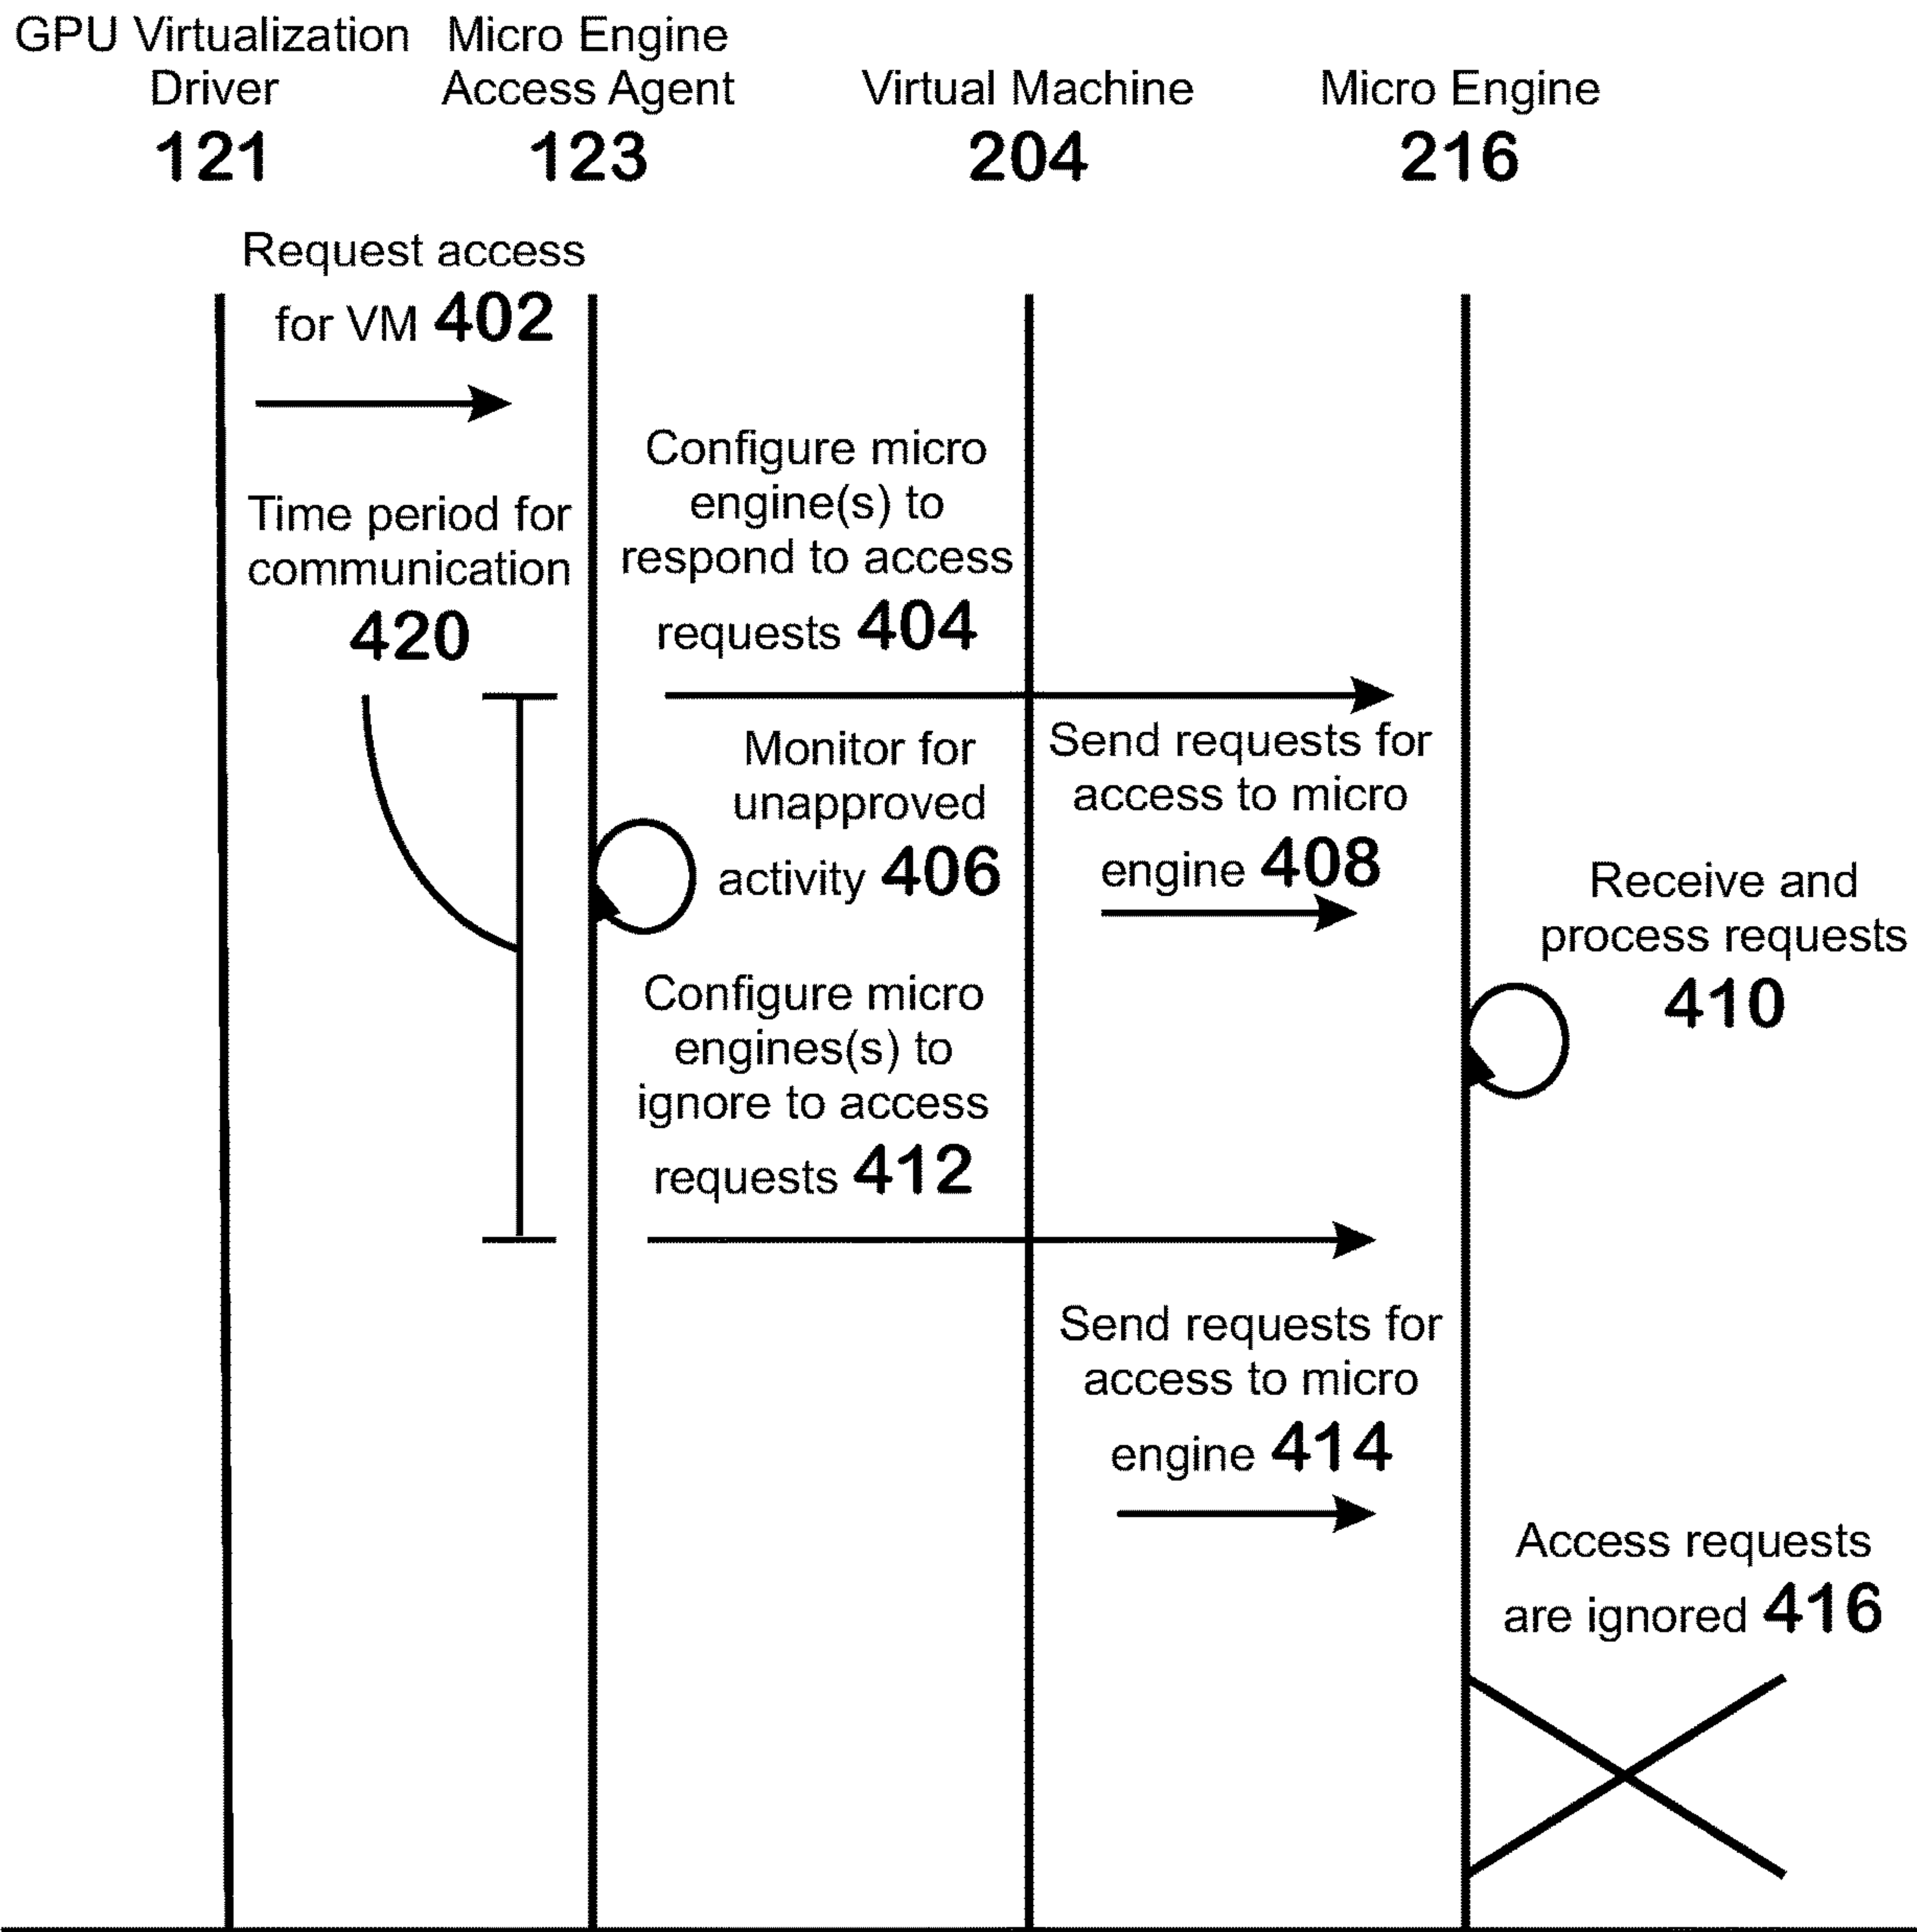 GPU Virtualization
Driver
121
Micro Engine
Access Agent
123
Virtual Machine
204
Micro Engine
216
Request access
for VM 402
Time period for
communication
420
Configure micro
engine(s) to
respond to access
requests 404
Monitor for
unapproved
activity 406
Send requests for
access to micro
engine 408
Receive and
process requests
410
Configure micro
engines(s) to
ignore to access
requests 412
Send requests for
access to micro
engine 414
Access requests
are ignored 416